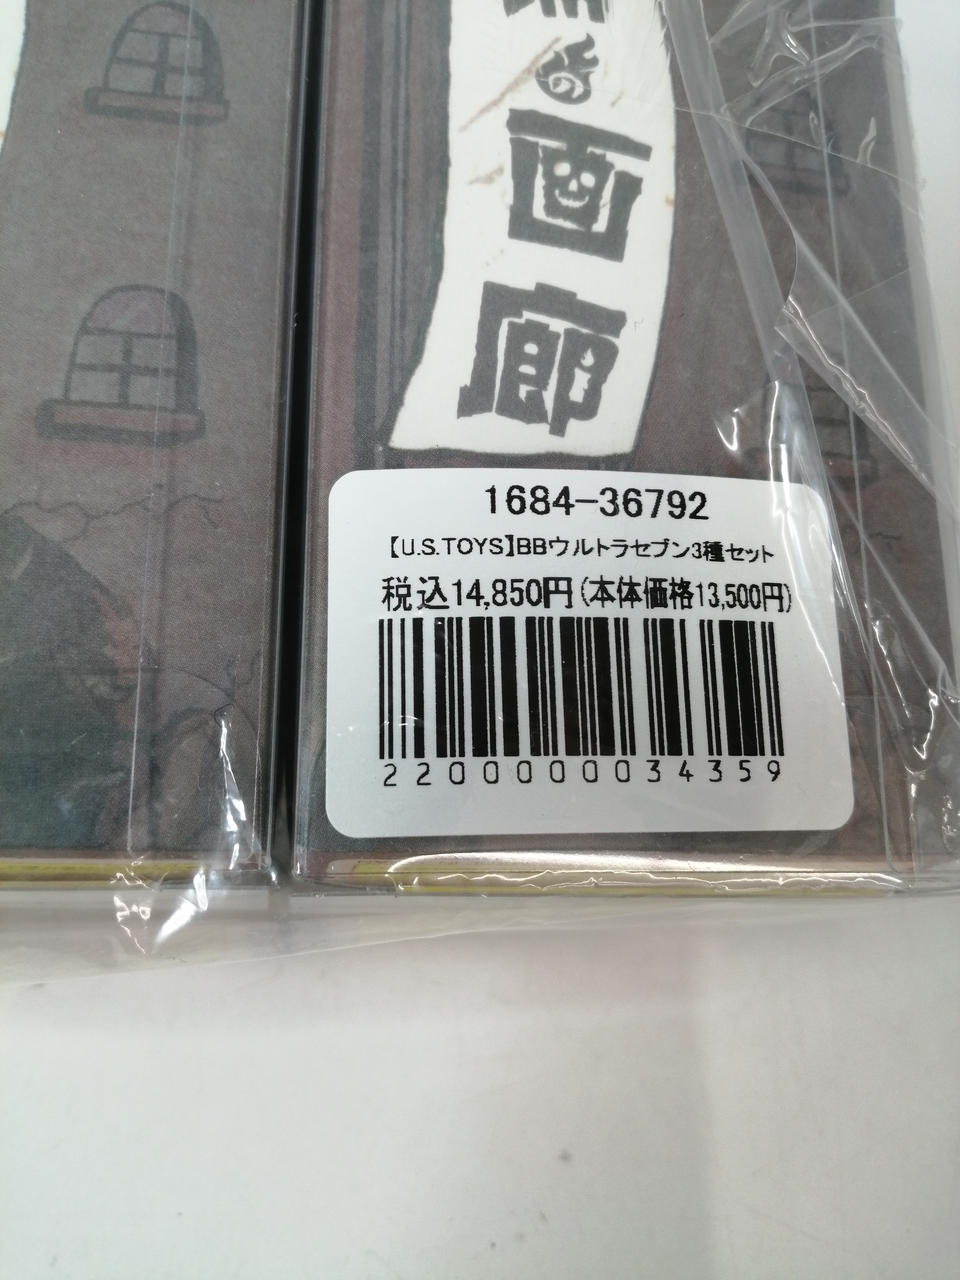 の
画
廊
1684-36792
【U.S.TOYS】BBウルトラセブン3種セット
税込14,850円(本体価格13,500円)
2200000034359